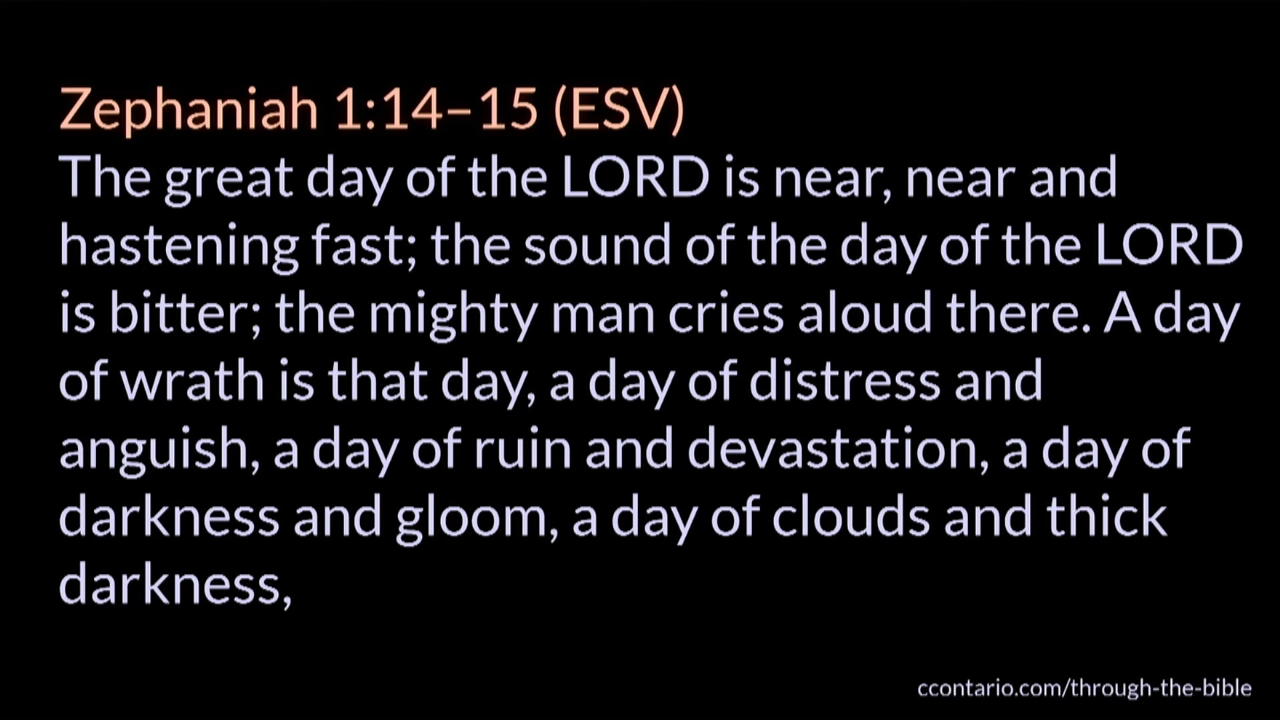 Zephaniah 1:14–15 (ESV)
The great day of the LORD is near, near and
hastening fast; the sound of the day of the LORD
is bitter; the mighty man cries aloud there. A day
of wrath is that day, a day of distress and
anguish, a day of ruin and devastation, a day of
darkness and gloom, a day of clouds and thick
darkness,
ccontario.com/through-the-bible